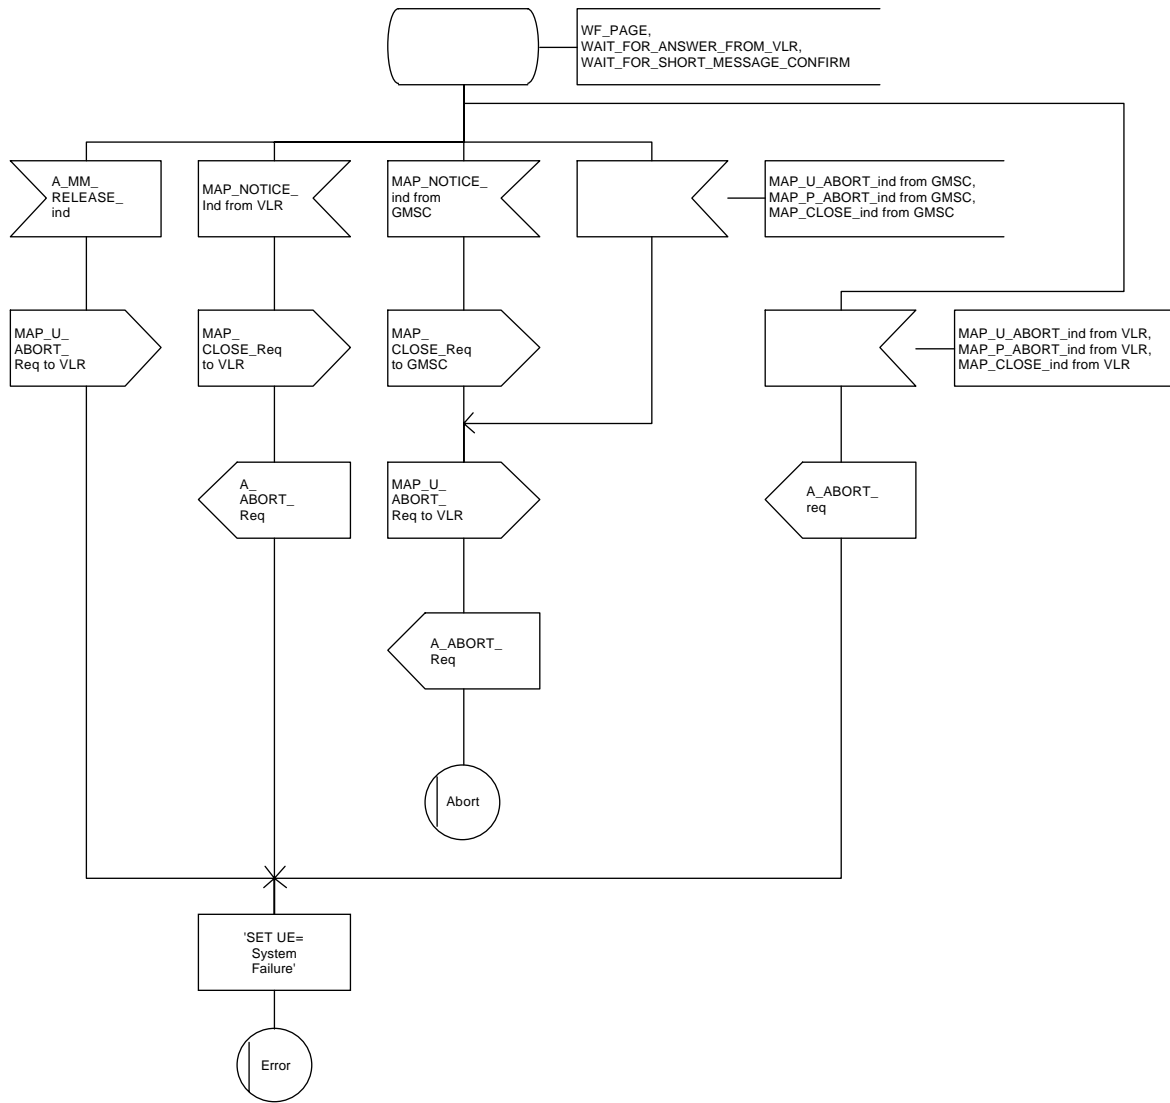 WF_PAGE,
WAIT_FOR_ANSWER_FROM_VLR,
WAIT_FOR_SHORT_MESSAGE_CONFIRM
A_MM_
RELEASE_
ind
MAP_NOTICE_
Ind from VLR
MAP_NOTICE_
ind from
GMSC
MAP_U_ABORT_ind from GMSC,
MAP_P_ABORT_ind from GMSC,
MAP_CLOSE_ind from GMSC
MAP_U_
ABORT_
Req to VLR
MAP_
CLOSE_Req
to VLR
MAP_
CLOSE_Req
to GMSC
MAP_U_ABORT_ind from VLR,
MAP_P_ABORT_ind from VLR,
MAP_CLOSE_ind from VLR
A_
ABORT_
Req
MAP_U_
ABORT_
Req to VLR
A_ABORT_
req
A_ABORT_
Req
Abort
'SET UE=
System
Failure'
Error